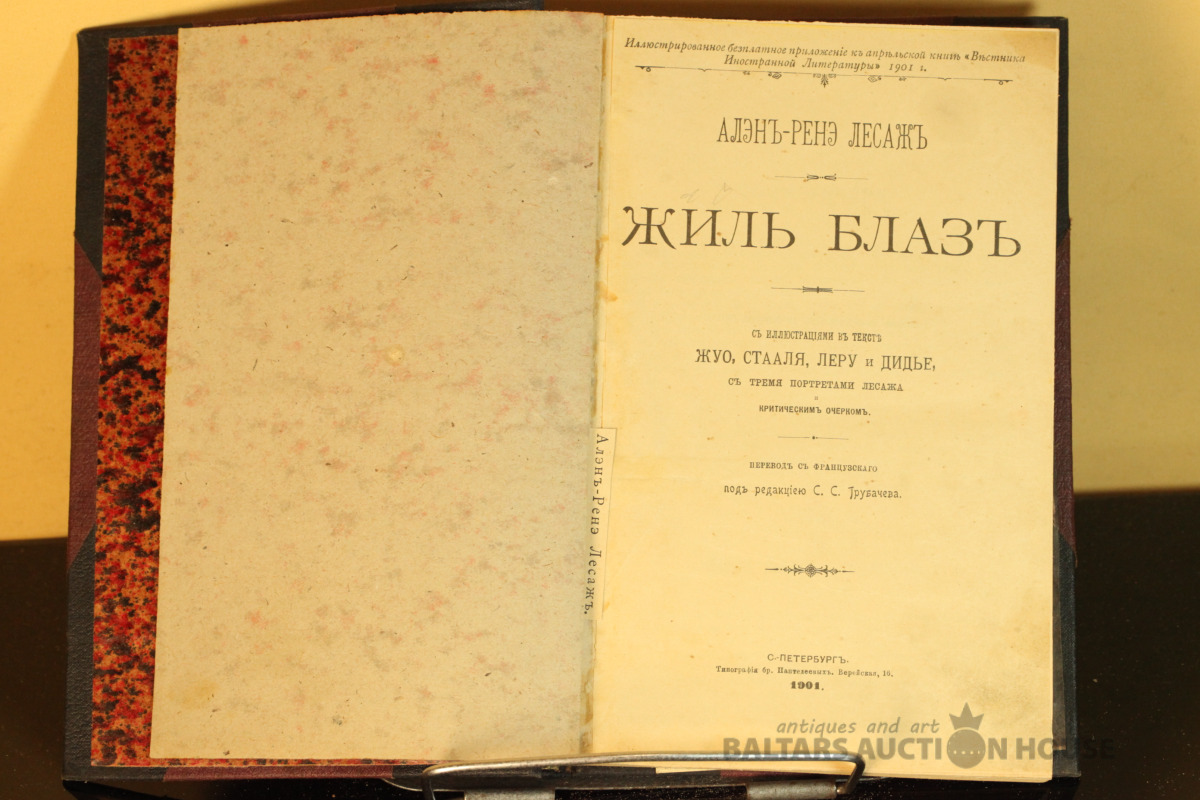 Иллюстрированное безплатное приложеніе къ апрѣльской книгѣ «Вѣстника
Иностранной Литературы» 1901 г.
АЛЭНЪ-РЕНЭ ЛЕСАЖЪ
ЖИЛЬ БЛАЗЪ
СЪ ИЛЛЮСТРАЦІЯМИ ВЪ ТЕКСТѢ
ЖУО, СТААЛЯ, ЛЕРУ и ДИДЬЕ,
СЪ ТРЕМЯ ПОРТРЕТАМИ ЛЕСАЖА
и
КРИТИЧЕСКИМЪ ОЧЕРКОМЪ.
ПЕРЕВОДЪ СЪ ФРАНЦУЗСКАГО
подъ редакціею С. С. Трубачева.
С.-ПЕТЕРБУРГЪ.
Типографія бр. Пантелеевыхъ. Верейская, 16.
1901.
Алэнъ-Ренэ Лесажъ.
antiques and art
BALTARS AUCTION HOUSE